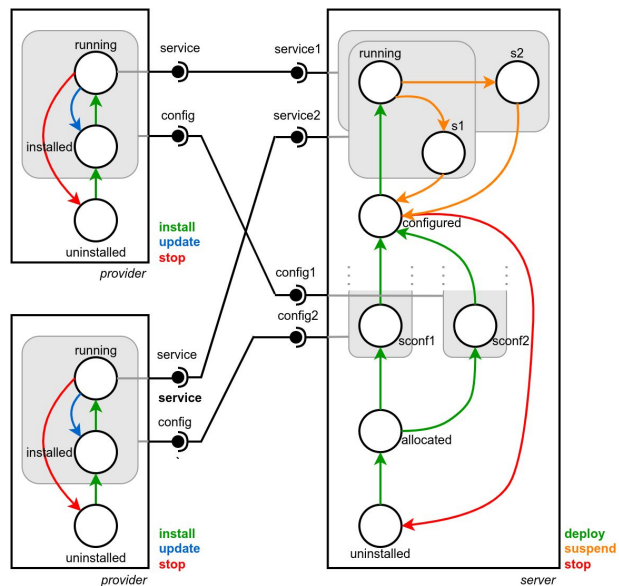 running
service
config
installed
uninstalled
install
update
stop
provider
running
service
service
config
installed
uninstalled
install
update
stop
provider
service1
service2
running
s2
s1
configured
config1
config2
sconf1
sconf2
allocated
uninstalled
deploy
suspend
stop
server